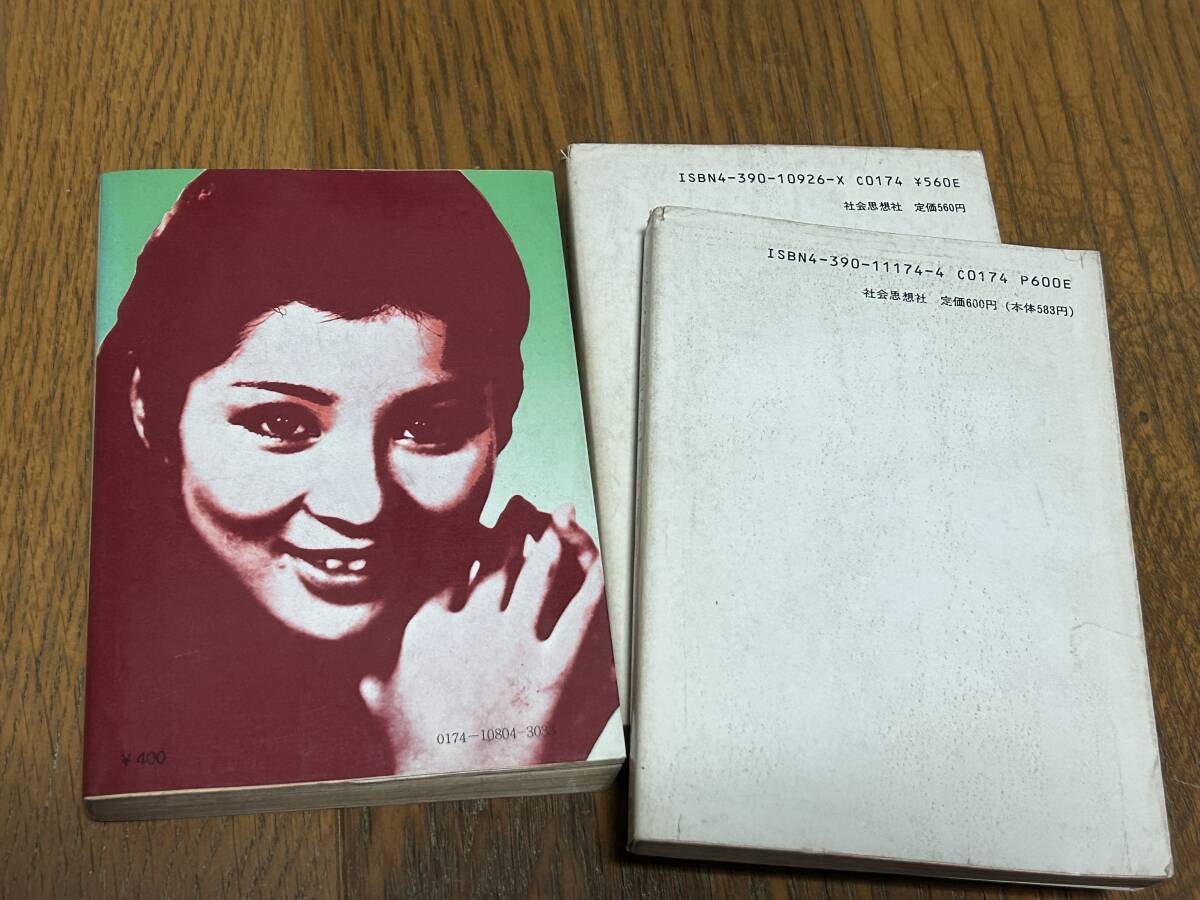 ISBN4-390-10926-X C0174 ¥560E
社会思想社 定価560円
ISBN4-390-11174-4 C0174 P600E
社会思想社 定価600円(本体583円)
0174-10804-3033
¥400